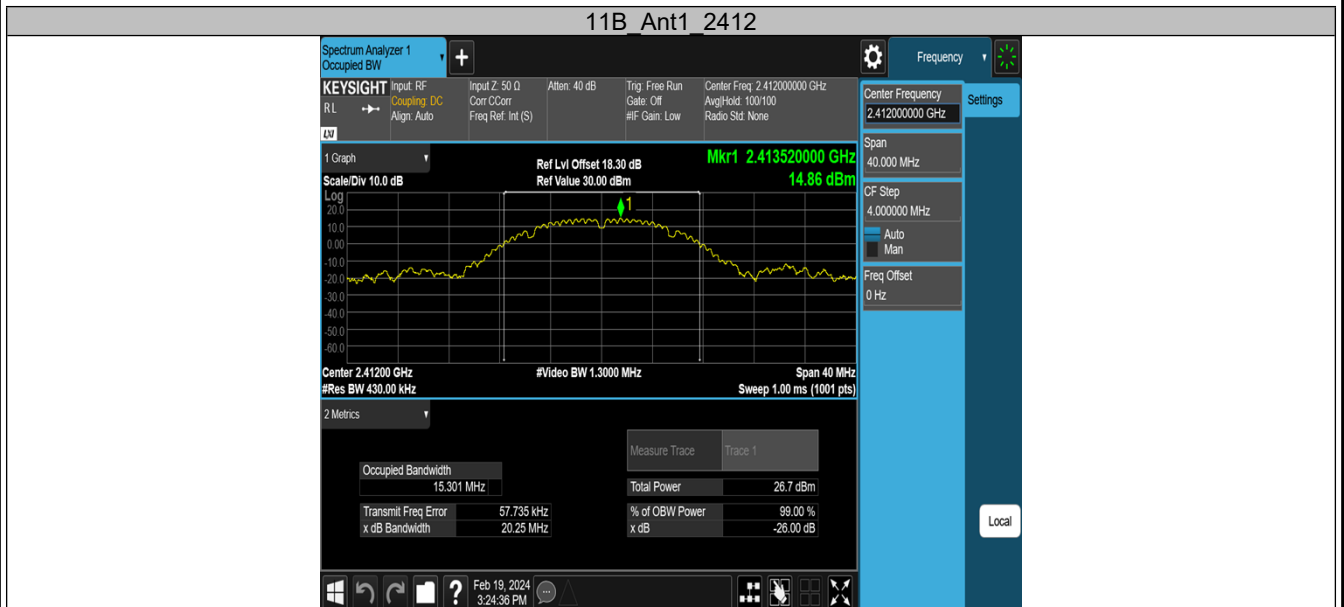 11B_Ant1_2412
Spectrum Analyzer 1
Occupied BW
+
Frequency
KEYSIGHT
Input: RF
Input Z: 50 Ω
Atten: 40 dB
Trig: Free Run
Center Freq: 2.412000000 GHz
RL
Coupling: DC
Corr CCorr
Gate: Off
Avg|Hold: 100/100
Align: Auto
Freq Ref: Int (S)
#IF Gain: Low
Radio Std: None
LXI
Center Frequency
2.412000000 GHz
Settings
Span
40.000 MHz
CF Step
4.000000 MHz
Auto
Man
Freq Offset
0 Hz
Local
1 Graph
Ref Lvl Offset 18.30 dB
Mkr1 2.413520000 GHz
Scale/Div 10.0 dB
Ref Value 30.00 dBm
14.86 dBm
Log
1
20.0
10.0
0.00
-10.0
-20.0
-30.0
-40.0
-50.0
-60.0
Center 2.41200 GHz
#Video BW 1.3000 MHz
Span 40 MHz
#Res BW 430.00 kHz
Sweep 1.00 ms (1001 pts)
2 Metrics
Measure Trace
Trace 1
Occupied Bandwidth
15.301 MHz
Total Power
26.7 dBm
Transmit Freq Error
57.735 kHz
% of OBW Power
99.00 %
x dB Bandwidth
20.25 MHz
x dB
-26.00 dB
?
Feb 19, 2024
3:24:36 PM